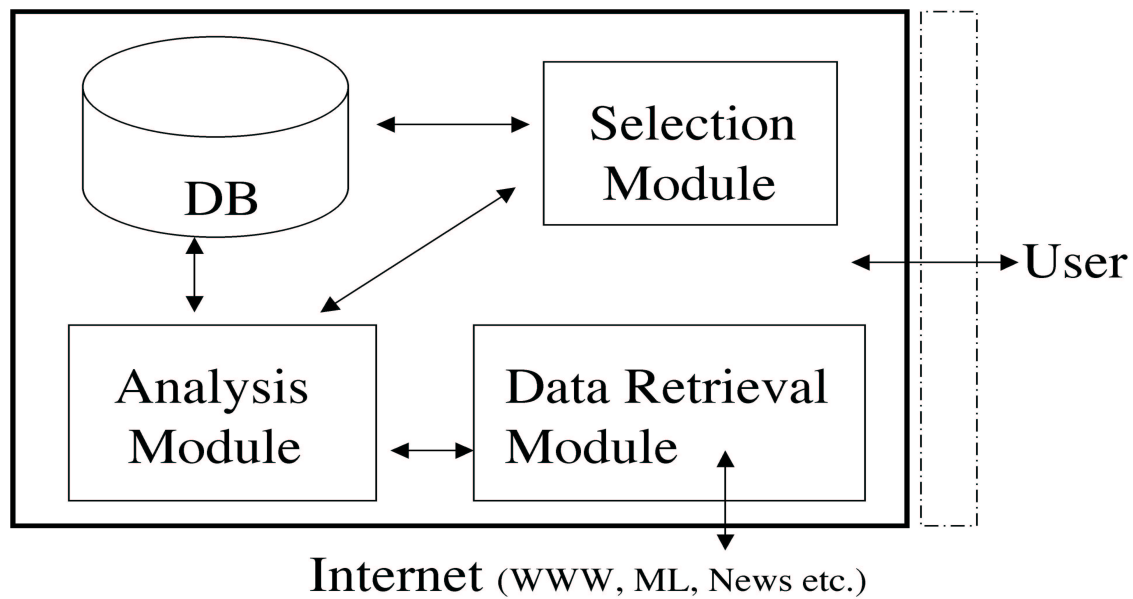 Selection
Module
DB
User
Analysis
Module
Data Retrieval
Module
Internet (WWW, ML, News etc.)